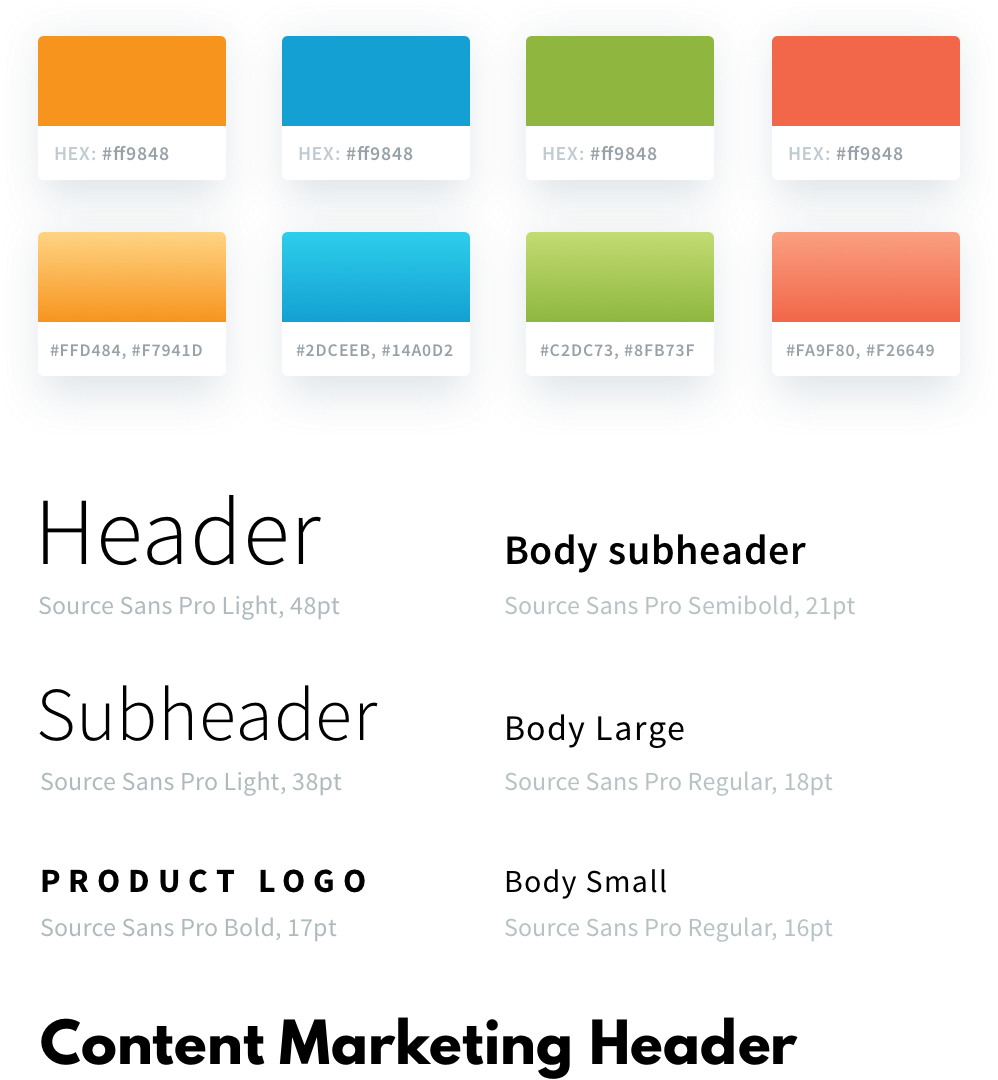 HEX: #ff9848
HEX: #ff9848
HEX: #ff9848
HEX: #ff9848
#FFD484, #F7941D
#2DCEEB, #14A0D2
#C2DC73, #8FB73F
#FA9F80, #F26649
Header
Source Sans Pro Light, 48pt
Body subheader
Source Sans Pro Semibold, 21pt
Subheader
Source Sans Pro Light, 38pt
Body Large
Source Sans Pro Regular, 18pt
PRODUCT LOGO
Source Sans Pro Bold, 17pt
Body Small
Source Sans Pro Regular, 16pt
Content Marketing Header